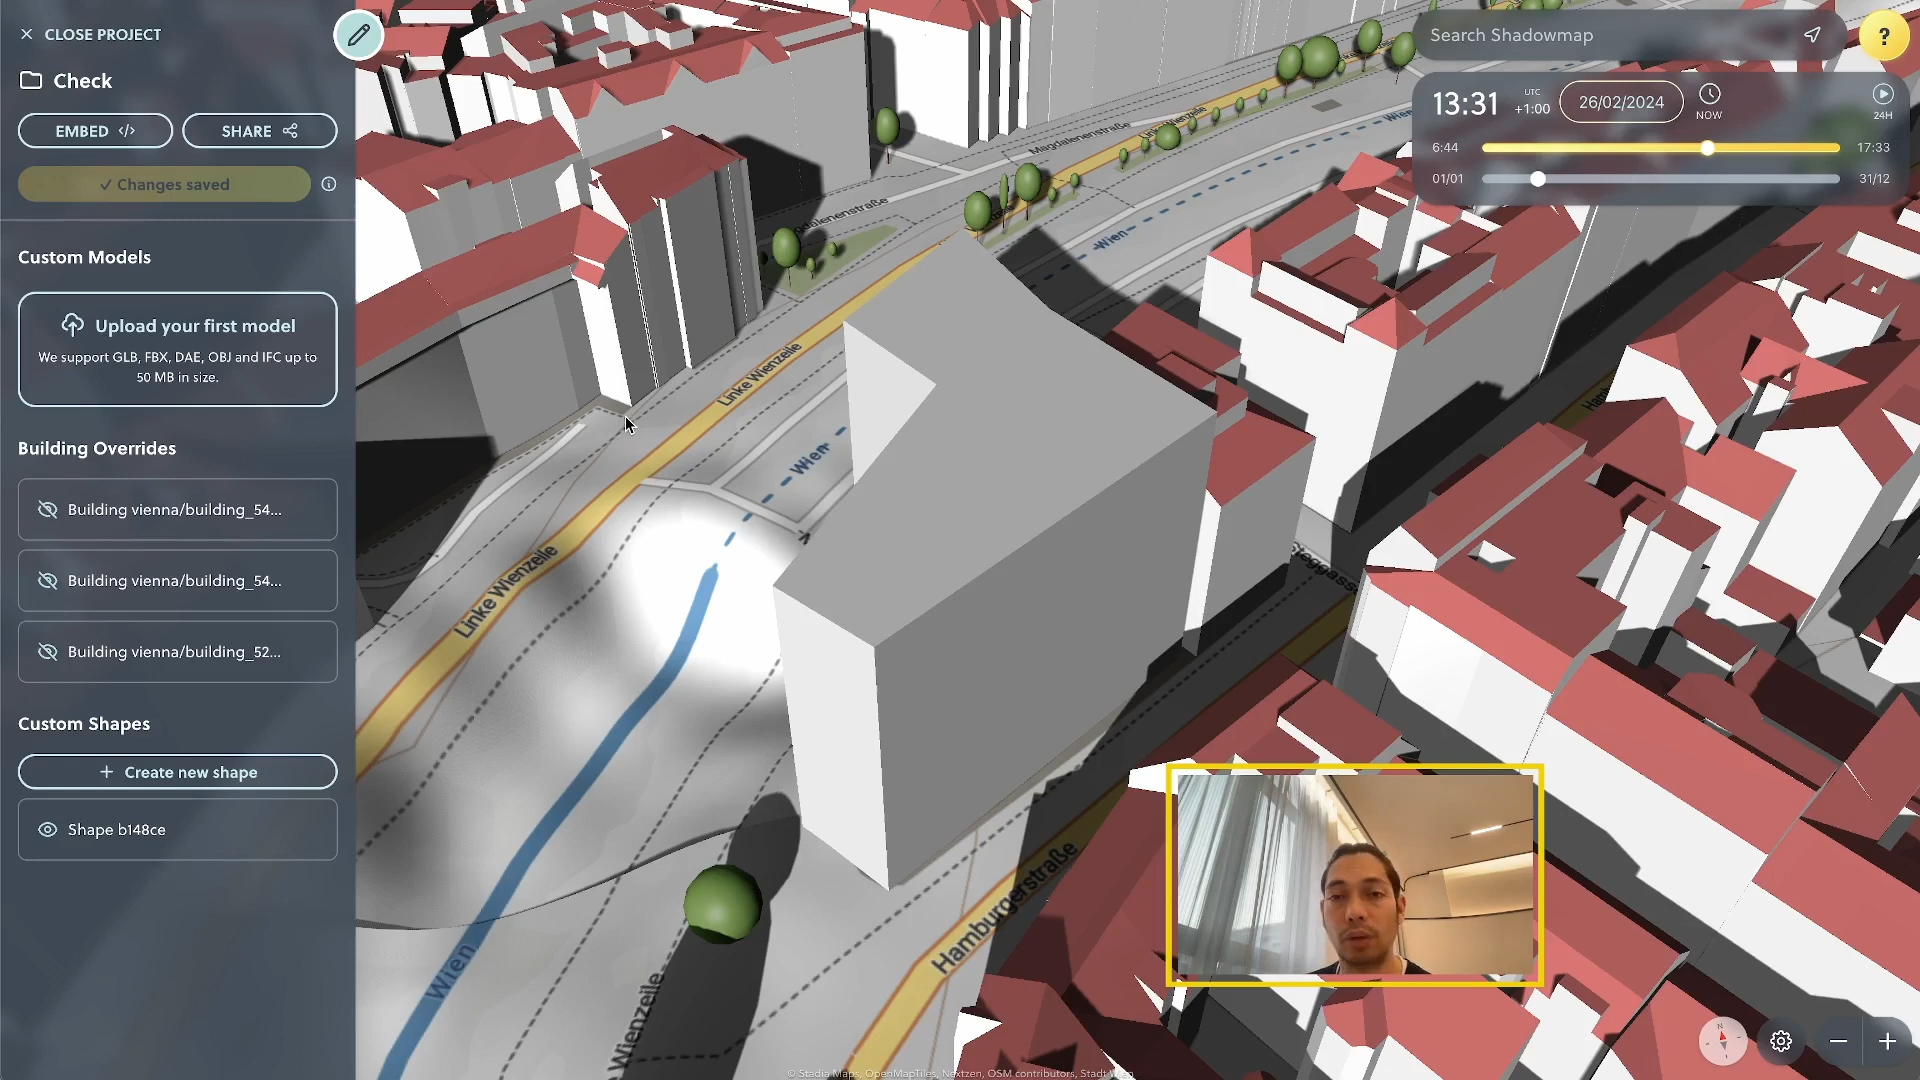 CLOSE PROJECT
Check
EMBED </>
SHARE
✓ Changes saved
Custom Models
Upload your first model
We support GLB, FBX, DAE, OBJ and IFC up to
50 MB in size.
Building Overrides
Building vienna/building_54...
Building vienna/building_54...
Building vienna/building_52...
Custom Shapes
+ Create new shape
Shape b148ce
Search Shadowmap
?
13:31
UTC
+1:00
26/02/2024
NOW
24H
6:44
17:33
01/01
31/12
Magdalenenstraße
Linke Wienzeile
Wien
Wien
Linke Wienzeile
Wien
Linke Wienzeile
Wien
Wienzeile
Hamburgerstraße
N
© Stadia Maps, OpenMapTiles, Nextzen, OSM contributors, Stadt Wien